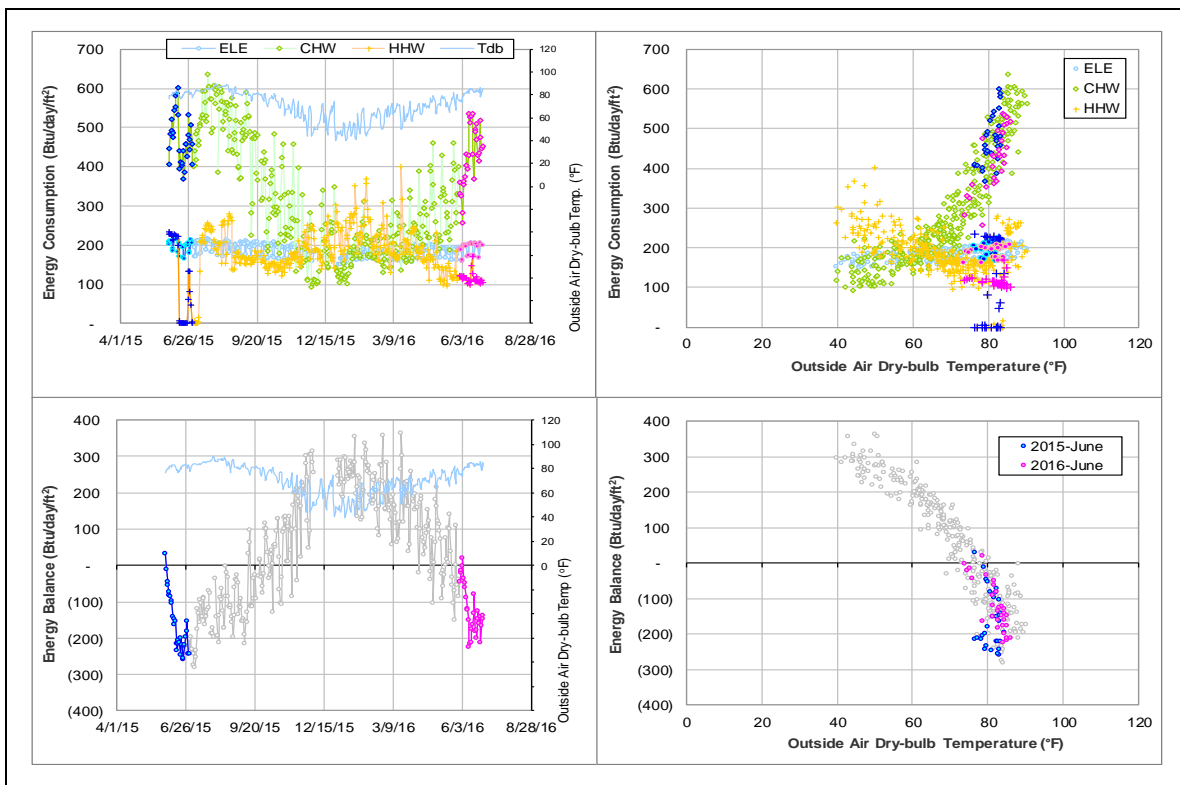 ELE CHW HHW Tdb
700
600
500
400
300
200
100
-
120
100
80
60
40
20
0
Energy Consumption (Btu/day/ft²)
Outside Air Dry-bulb Temp. (°F)
4/1/15 6/26/15 9/20/15 12/15/15 3/9/16 6/3/16 8/28/16
ELE
CHW
HHW
700
600
500
400
300
200
100
-
Energy Consumption (Btu/day/ft²)
0 20 40 60 80 100 120
Outside Air Dry-bulb Temperature (°F)
400
300
200
100
-
(100)
(200)
(300)
(400)
120
100
80
60
40
20
0
Energy Balance (Btu/day/ft²)
Outside Air Dry-bulb Temp (°F)
4/1/15 6/26/15 9/20/15 12/15/15 3/9/16 6/3/16 8/28/16
2015-June
2016-June
400
300
200
100
-
(100)
(200)
(300)
(400)
Energy Balance (Btu/day/ft²)
0 20 40 60 80 100 120
Outside Air Dry-bulb Temperature (°F)